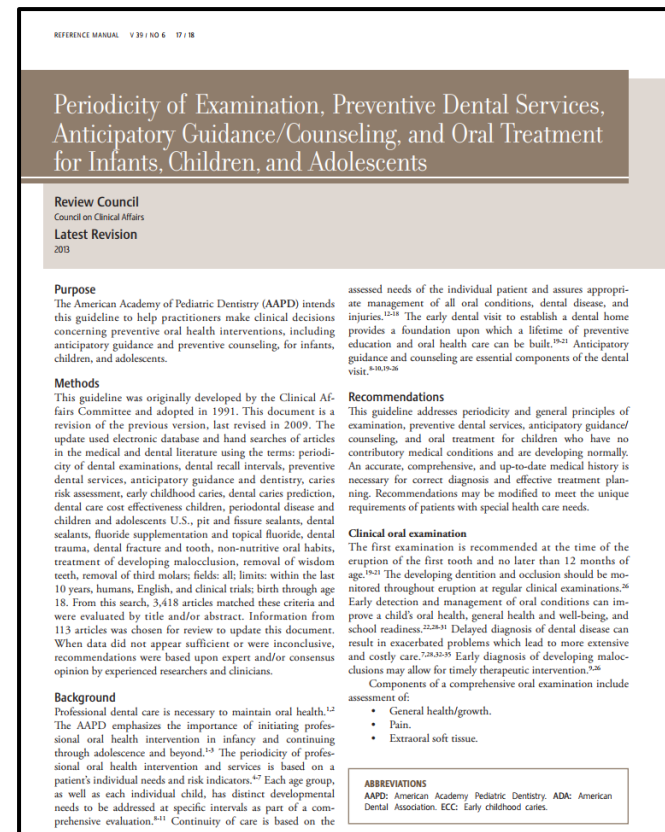 REFERENCE MANUAL V 39 / NO 6 17 / 18
Periodicity of Examination, Preventive Dental Services,
Anticipatory Guidance/Counseling, and Oral Treatment
for Infants, Children, and Adolescents
Review Council
Council on Clinical Affairs
Latest Revision
2013
Purpose
The American Academy of Pediatric Dentistry (AAPD) intends
this guideline to help practitioners make clinical decisions
concerning preventive oral health interventions, including
anticipatory guidance and preventive counseling, for infants,
children, and adolescents.
Methods
This guideline was originally developed by the Clinical Af-
fairs Committee and adopted in 1991. This document is a
revision of the previous version, last revised in 2009. The
update used electronic database and hand searches of articles
in the medical and dental literature using the terms: periodi-
city of dental examinations, dental recall intervals, preventive
dental services, anticipatory guidance and dentistry, caries
risk assessment, early childhood caries, dental caries prediction,
dental care cost effectiveness children, periodontal disease and
children and adolescents U.S., pit and fissure sealants, dental
sealants, fluoride supplementation and topical fluoride, dental
trauma, dental fracture and tooth, non-nutritive oral habits,
treatment of developing malocclusion, removal of wisdom
teeth, removal of third molars; fields: all; limits: within the last
10 years, humans, English, and clinical trials; birth through age
18. From this search, 3,418 articles matched these criteria and
were evaluated by title and/or abstract. Information from
113 articles was chosen for review to update this document.
When data did not appear sufficient or were inconclusive,
recommendations were based upon expert and/or consensus
opinion by experienced researchers and clinicians.
Background
Professional dental care is necessary to maintain oral health.1,2
The AAPD emphasizes the importance of initiating profes-
sional oral health intervention in infancy and continuing
through adolescence and beyond.1-3 The periodicity of profes-
sional oral health intervention and services is based on a
patient's individual needs and risk indicators.4-7 Each age group,
as well as each individual child, has distinct developmental
needs to be addressed at specific intervals as part of a com-
prehensive evaluation.8-11 Continuity of care is based on the
assessed needs of the individual patient and assures appropri-
ate management of all oral conditions, dental disease, and
injuries.12-18 The early dental visit to establish a dental home
provides a foundation upon which a lifetime of preventive
education and oral health care can be built.19-21 Anticipatory
guidance and counseling are essential components of the dental
visit.8-10,19-26
Recommendations
This guideline addresses periodicity and general principles of
examination, preventive dental services, anticipatory guidance/
counseling, and oral treatment for children who have no
contributory medical conditions and are developing normally.
An accurate, comprehensive, and up-to-date medical history is
necessary for correct diagnosis and effective treatment plan-
ning. Recommendations may be modified to meet the unique
requirements of patients with special health care needs.
Clinical oral examination
The first examination is recommended at the time of the
eruption of the first tooth and no later than 12 months of
age.19-21 The developing dentition and occlusion should be mo-
nitored throughout eruption at regular clinical examinations.26
Early detection and management of oral conditions can im-
prove a child's oral health, general health and well-being, and
school readiness.22,28-31 Delayed diagnosis of dental disease can
result in exacerbated problems which lead to more extensive
and costly care.7,28,32-35 Early diagnosis of developing maloc-
clusions may allow for timely therapeutic intervention.9,26
Components of a comprehensive oral examination include
assessment of:
• General health/growth.
• Pain.
• Extraoral soft tissue.
ABBREVIATIONS
AAPD: American Academy Pediatric Dentistry. ADA: American
Dental Association. ECC: Early childhood caries.